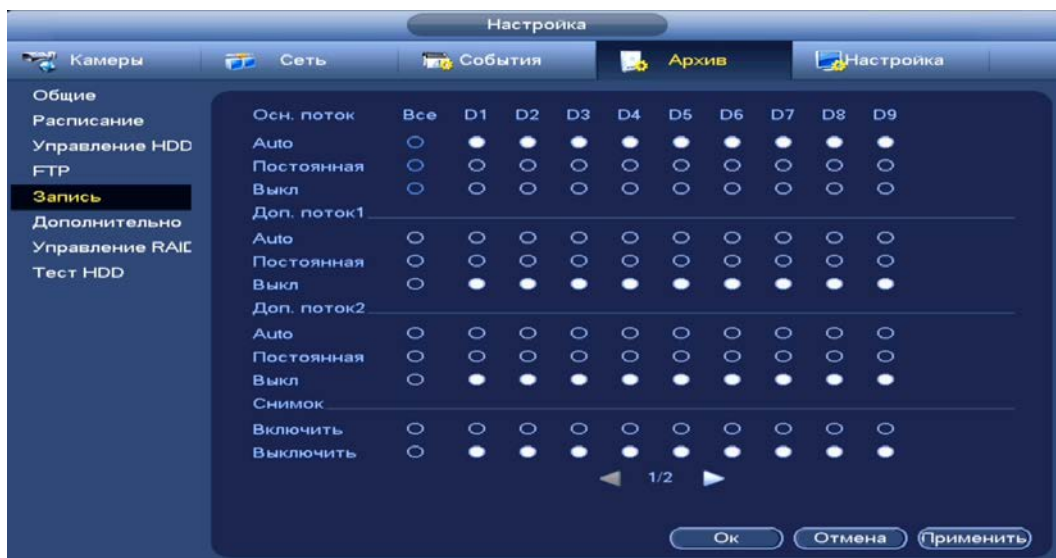 Настройка
Камеры Сеть События Архив Настройка
Общие
Расписание
Управление HDD
FTP
Запись
Дополнительно
Управление RAID
Тест HDD
Осн. поток Все D1 D2 D3 D4 D5 D6 D7 D8 D9
Auto
Постоянная
Выкл
Доп. поток1
Auto
Постоянная
Выкл
Доп. поток2
Auto
Постоянная
Выкл
Снимок
Включить
Выключить
1/2
Ок Отмена Применить